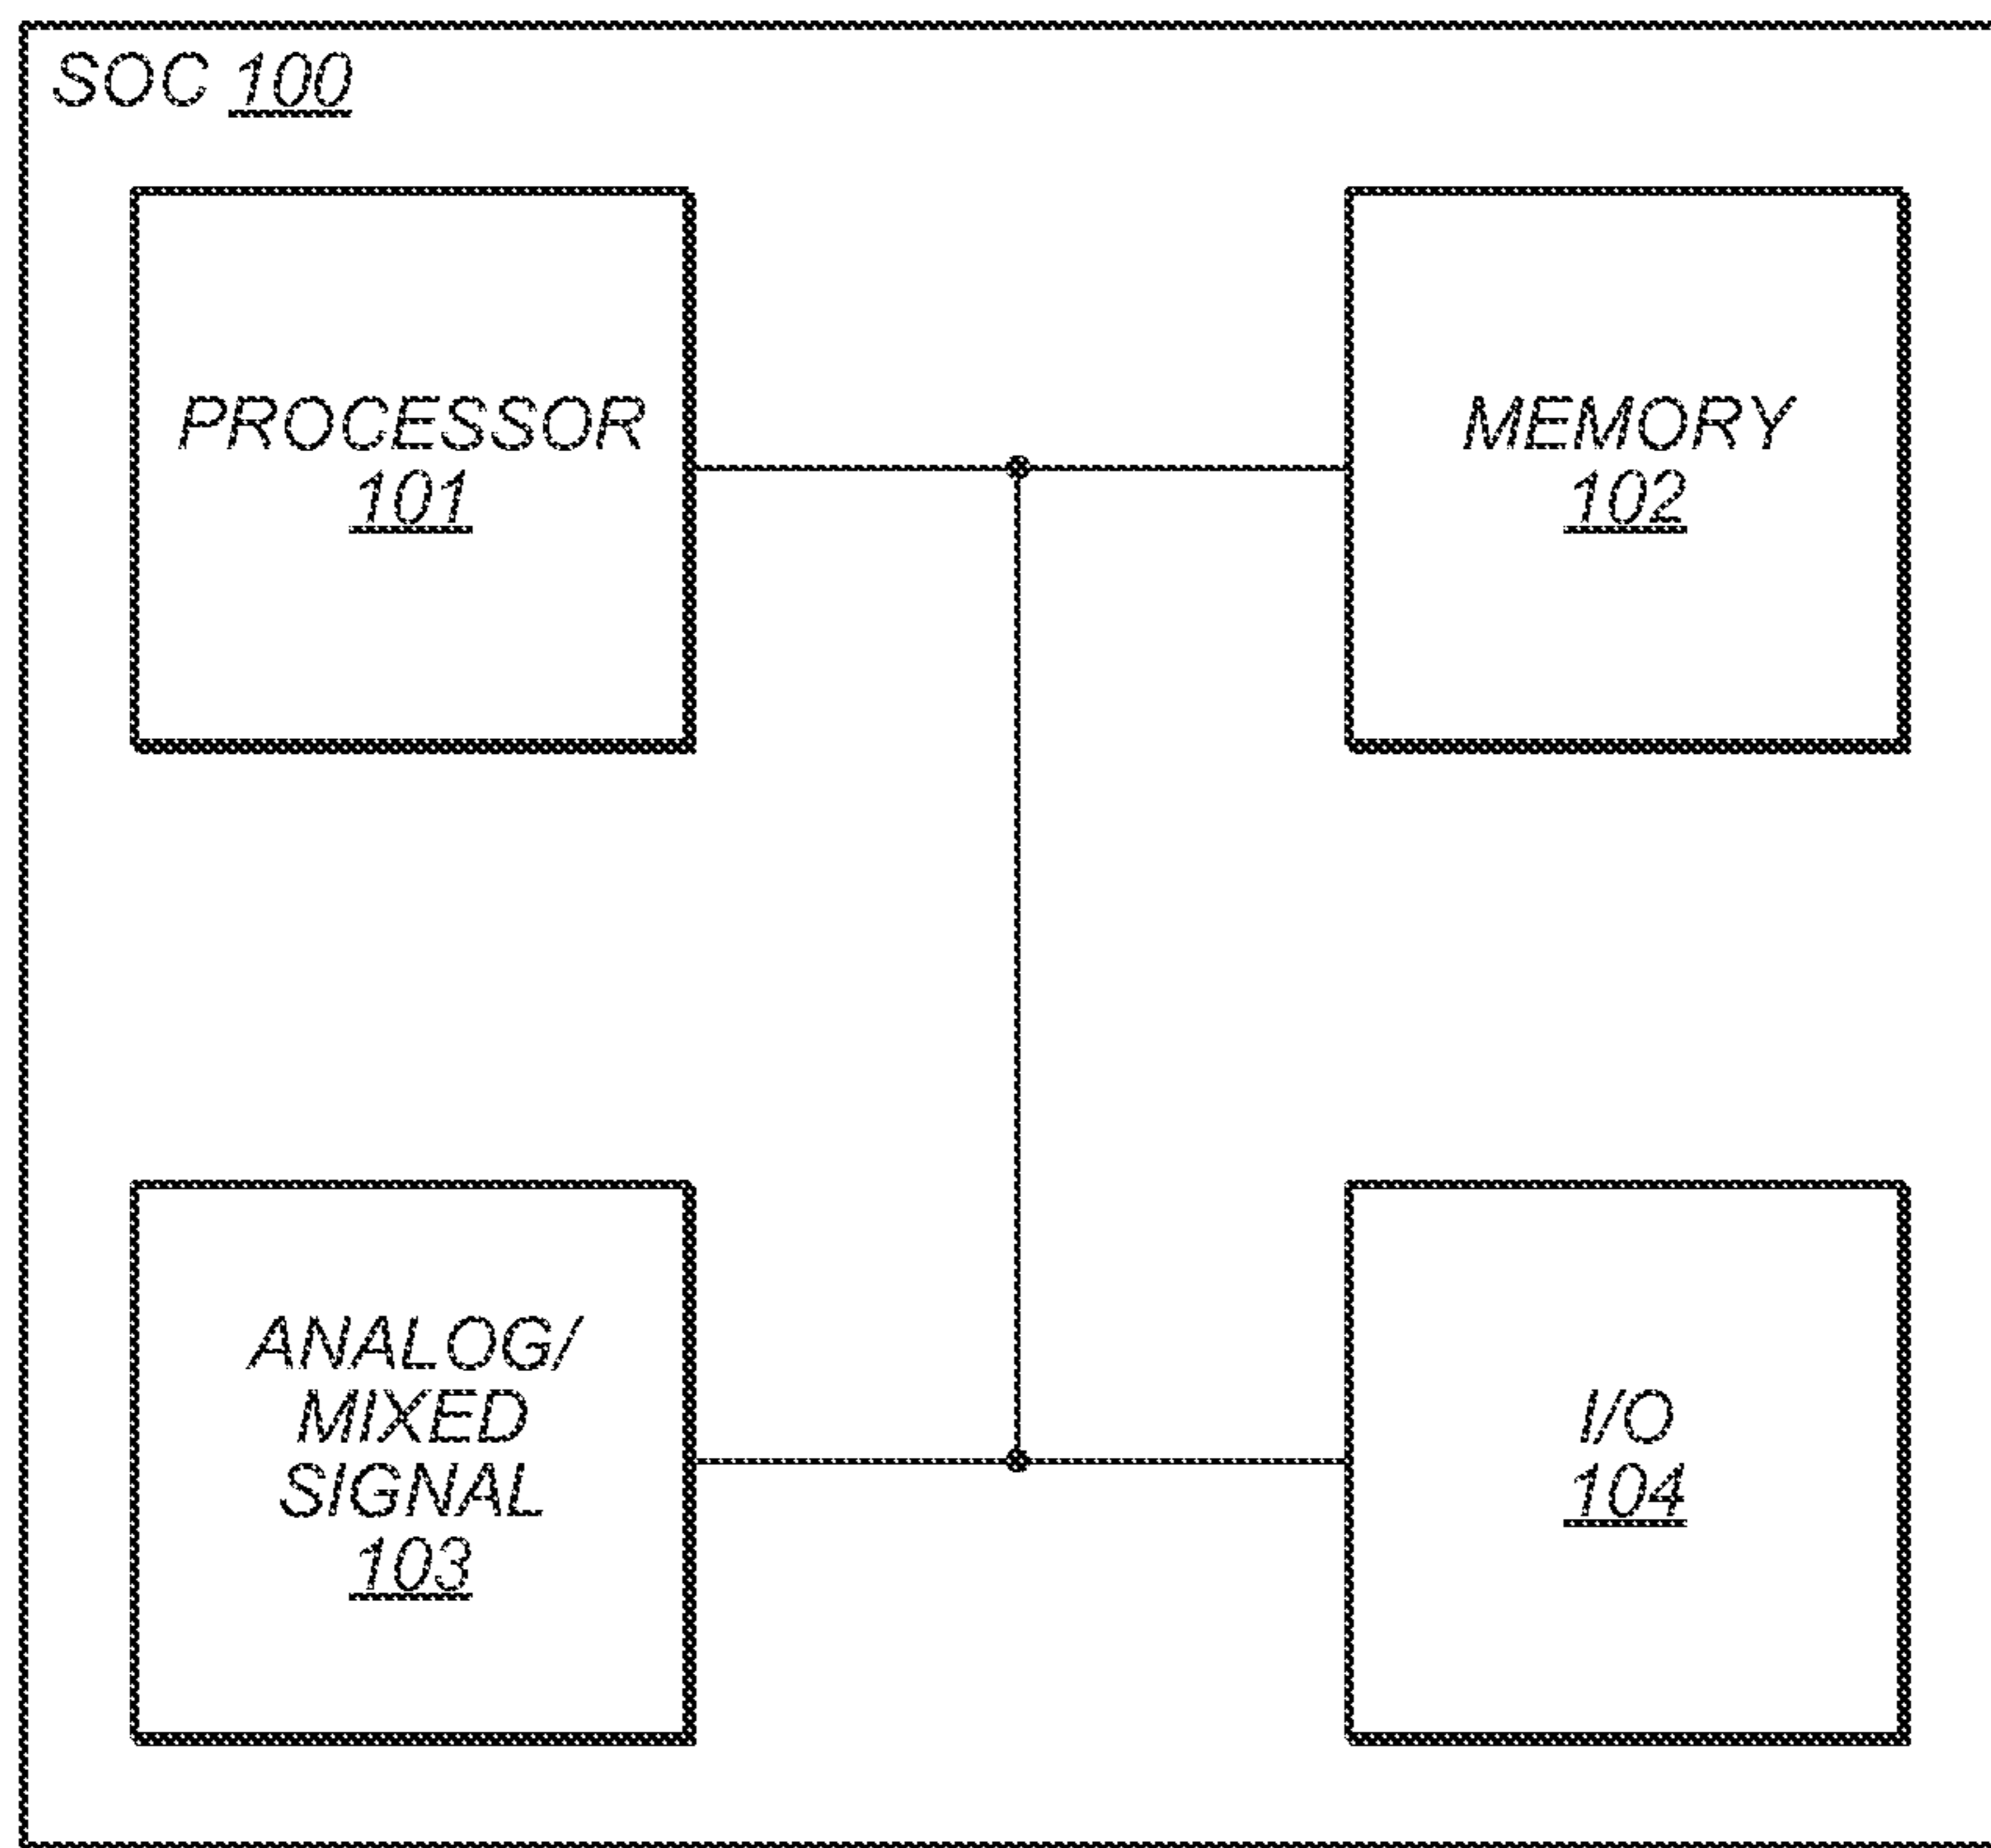 SOC 100
PROCESSOR
101
MEMORY
102
ANALOG/
MIXED
SIGNAL
103
I/O
104